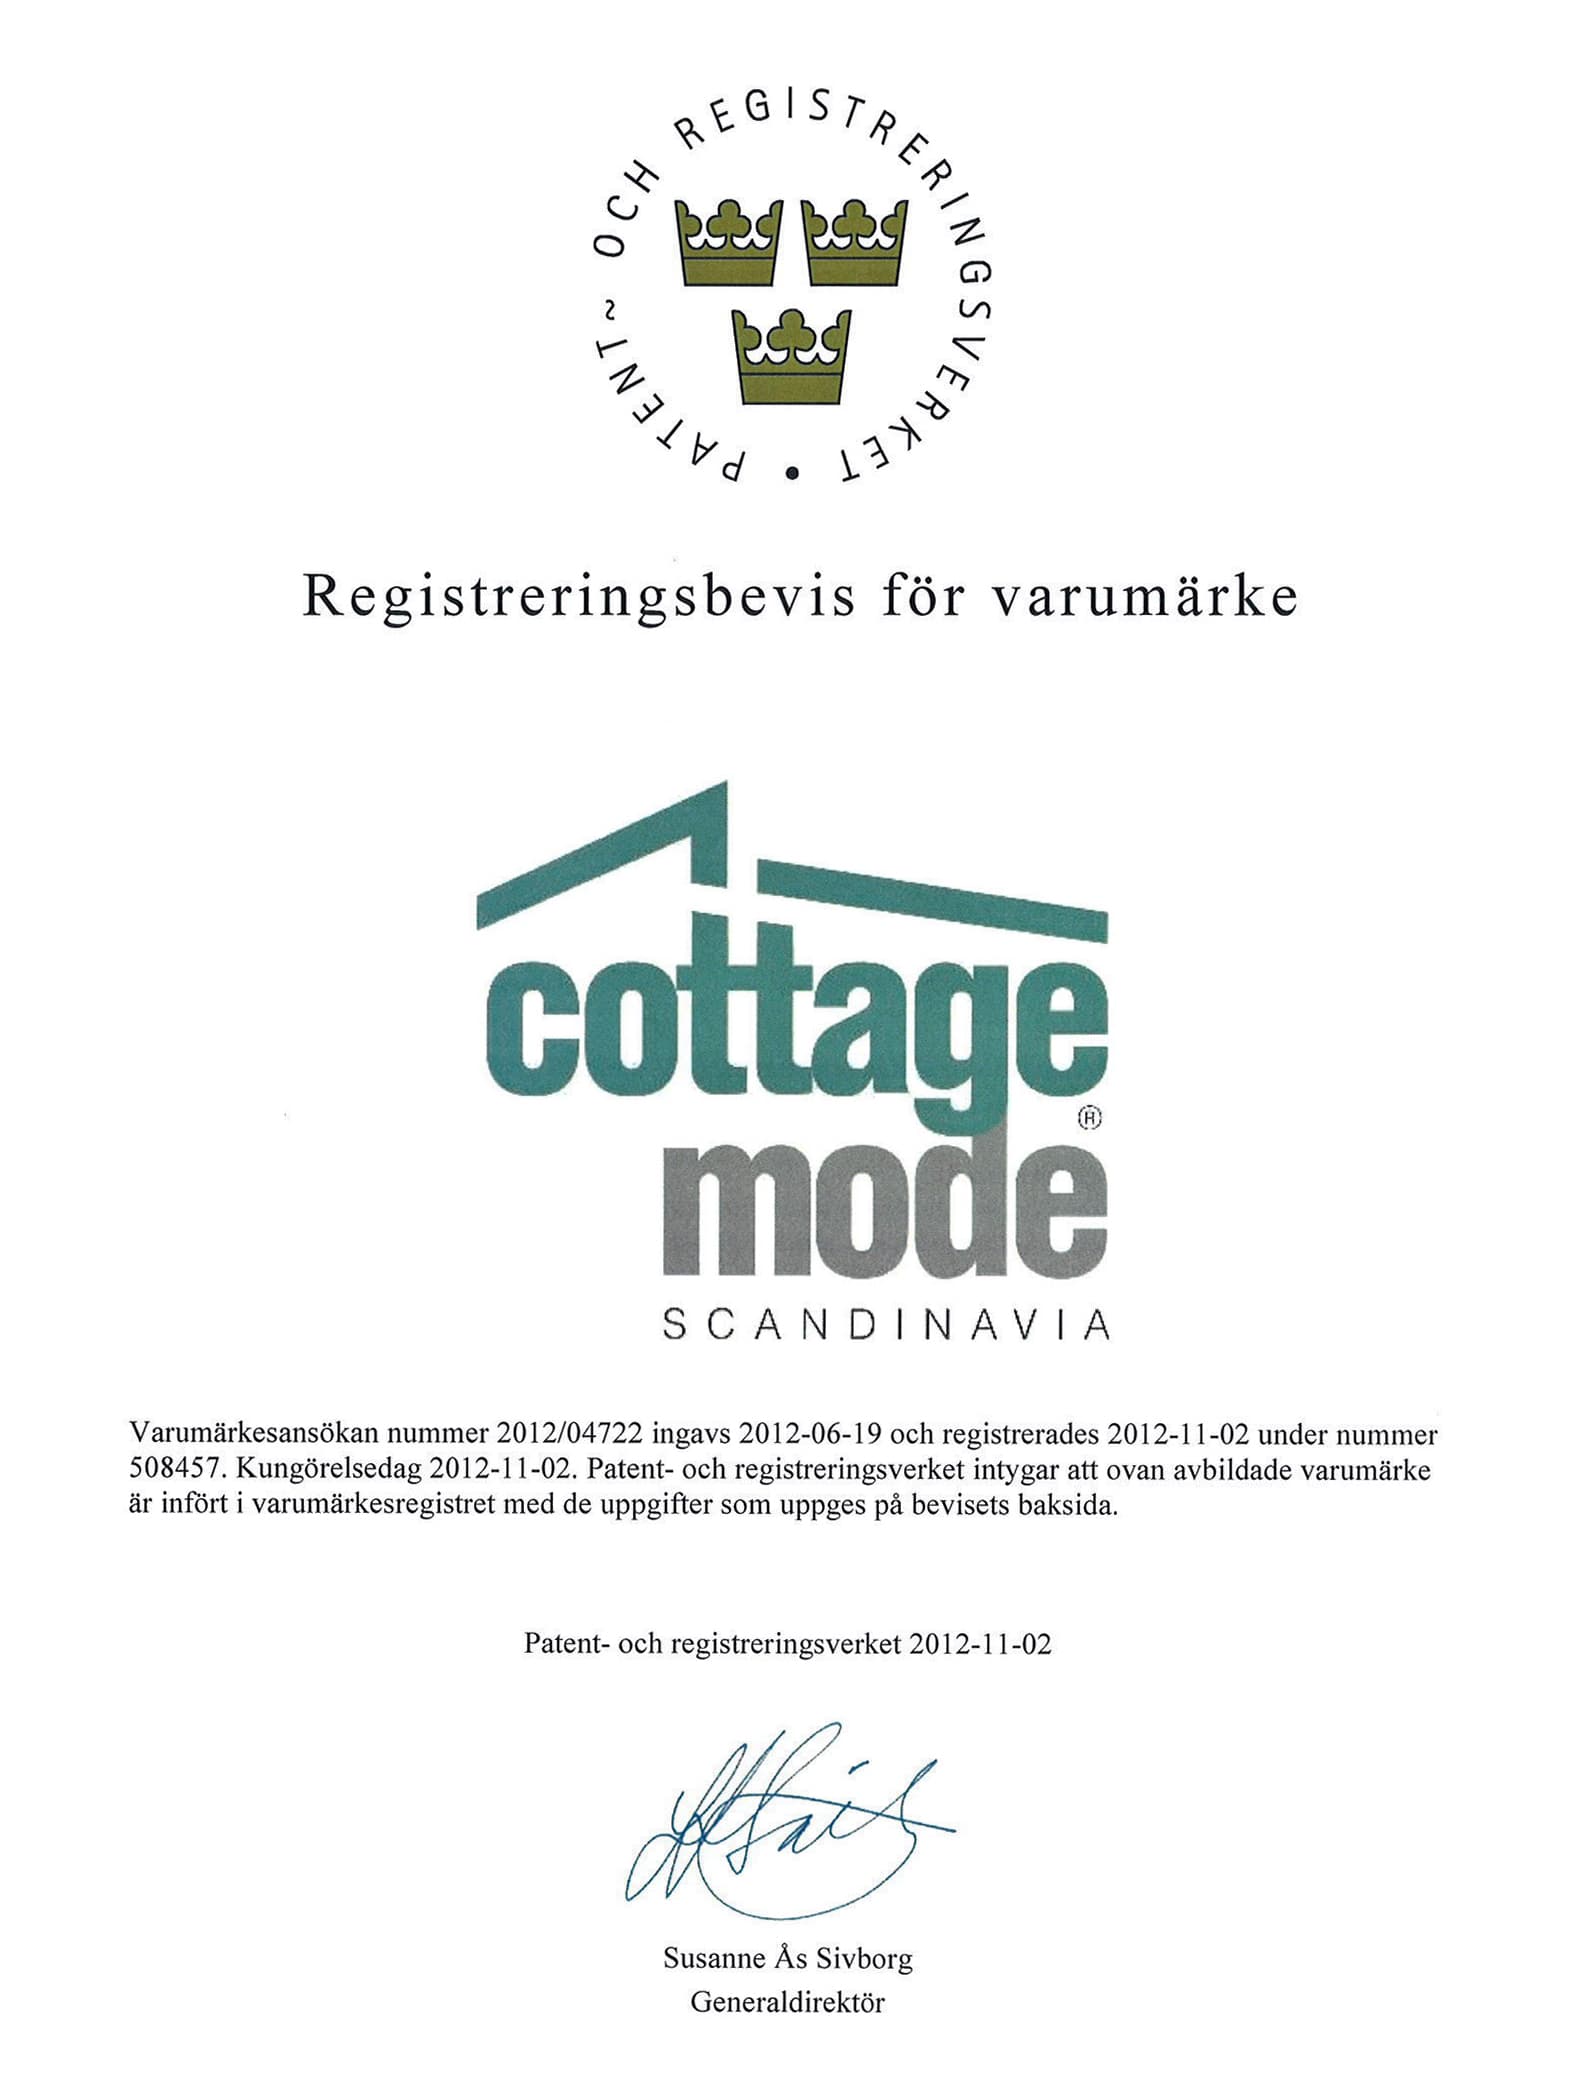 PATENT- OCH REGISTRERINGSVERKET •
Registreringsbevis för varumärke
cottage
®
mode
SCANDINAVIA
Varumärkesansökan nummer 2012/04722 ingavs 2012-06-19 och registrerades 2012-11-02 under nummer
508457. Kungörelsedag 2012-11-02. Patent- och registreringsverket intygar att ovan avbildade varumärke
är infört i varumärkesregistret med de uppgifter som uppges på bevisets baksida.
Patent- och registreringsverket 2012-11-02
Susanne Ås Sivborg
Generaldirektör